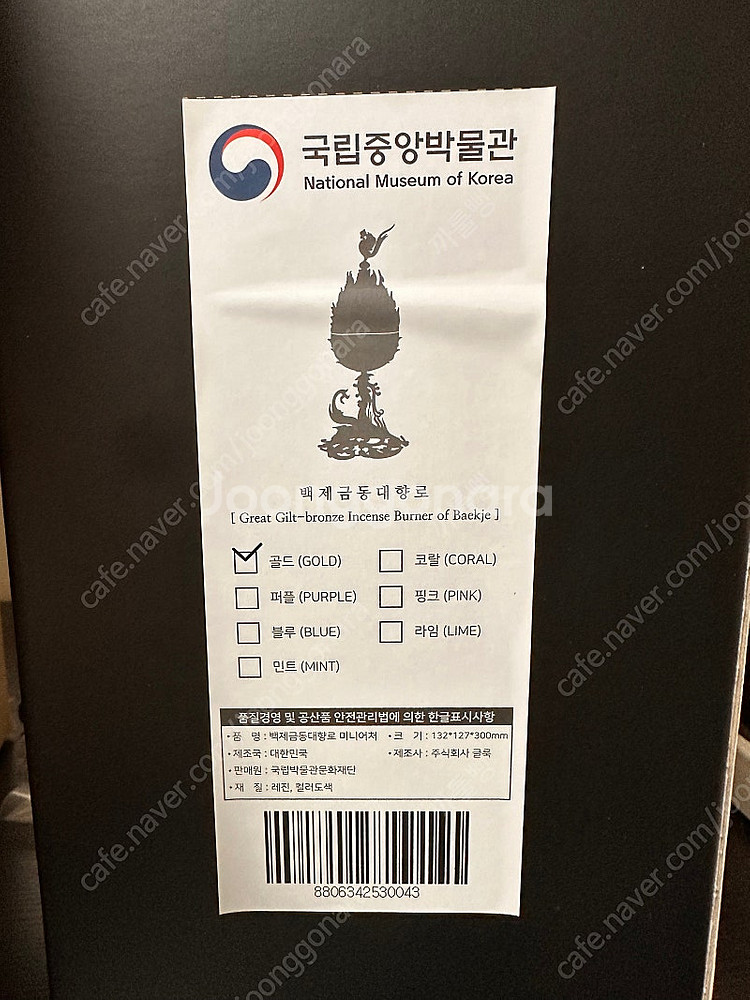 국립중앙박물관
National Museum of Korea
백제금동대향로
[ Great Gilt-bronze Incense Burner of Baekje ]
골드 (GOLD) 코랄 (CORAL)
퍼플 (PURPLE) 핑크 (PINK)
블루 (BLUE) 라임 (LIME)
민트 (MINT)
품질경영 및 공산품 안전관리법에 의한 한글표시사항
•품 명 : 백제금동대향로 미니어처 •크 기 : 132*127*300mm
•제조국 : 대한민국 •제조사 : 주식회사 글룩
•판매원 : 국립박물관문화재단
•재 질 : 레진, 컬러도색
8806342530043
Joongonara
cafe.naver.com/joonggonara